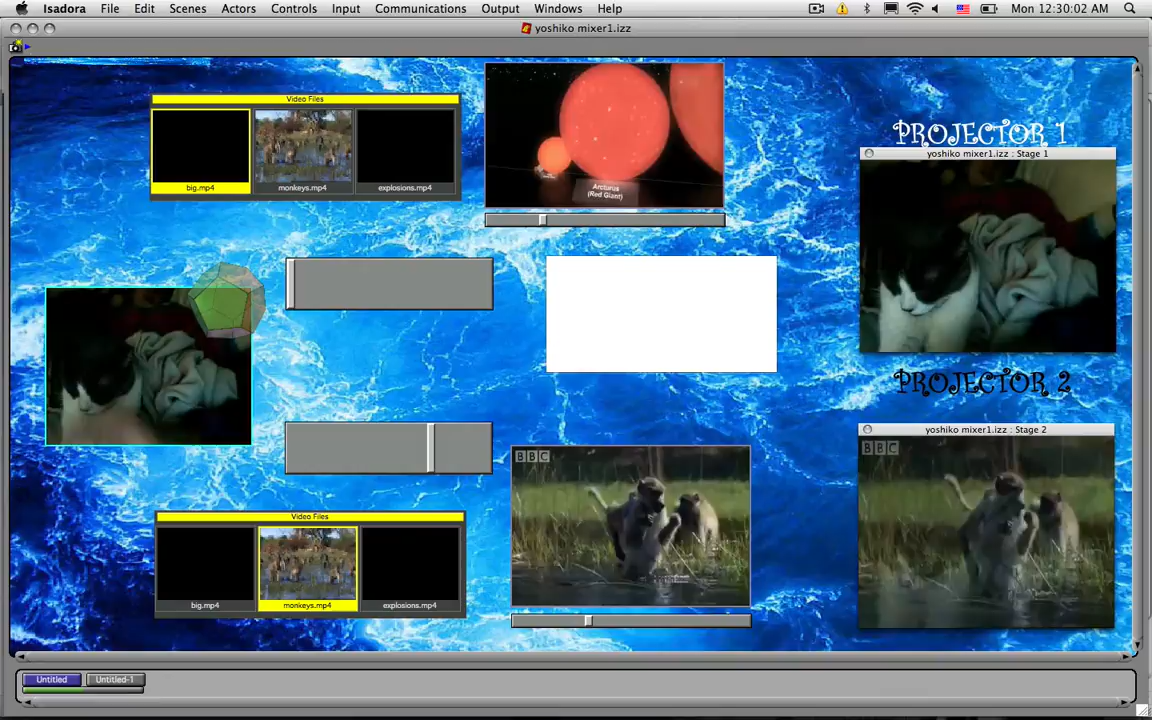 Isadora File Edit Scenes Actors Controls Input Communications Output Windows Help Mon 12:30:02 AM
yoshiko mixer1.izz
Video Files
big.mp4 monkeys.mp4 explosions.mp4
Arcturus
(Red Giant)
PROJECTOR 1
yoshiko mixer1.izz : Stage 1
PROJECTOR 2
yoshiko mixer1.izz : Stage 2
BBC
BBC
Video Files
big.mp4 monkeys.mp4 explosions.mp4
Untitled Untitled-1